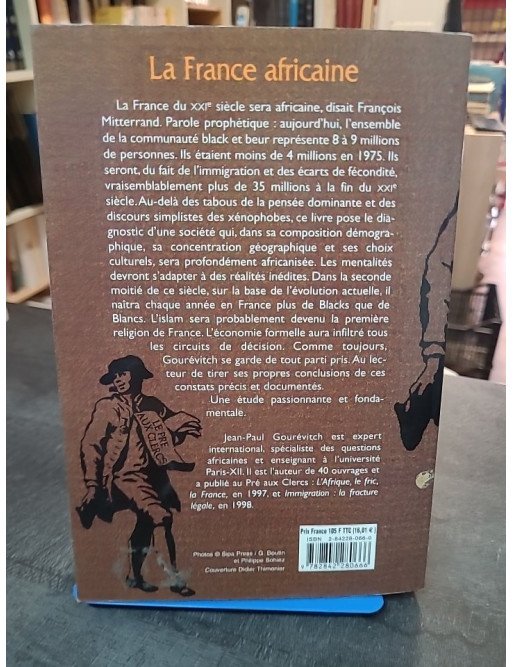 La France africaine
La France du XXIe siècle sera africaine, disait François
Mitterrand. Parole prophétique : aujourd'hui, l'ensemble
de la communauté black et beur représente 8 à 9 millions
de personnes. Ils étaient moins de 4 millions en 1975. Ils
seront, du fait de l'immigration et des écarts de fécondité,
vraisemblablement plus de 35 millions à la fin du XXIe
siècle. Au-delà des tabous de la pensée dominante et des
discours simplistes des xénophobes, ce livre pose le dia-
gnostic d'une société qui, dans sa composition démogra-
phique, sa concentration géographique et ses choix
culturels, sera profondément africanisée. Les mentalités
devront s'adapter à des réalités inédites. Dans la seconde
moitié de ce siècle, sur la base de l'évolution actuelle, il
naîtra chaque année en France plus de Blacks que de
Blancs. L'islam sera probablement devenu la première
religion de France. L'économie formelle aura infiltré tous
les circuits de décision. Comme toujours,
Gourévitch se garde de tout parti pris. Au lec-
teur de tirer ses propres conclusions de ces
constats précis et documentés.
Une étude passionnante et fonda-
mentale.
LE PRÉ
AUX CLERCS
Jean-Paul Gourévitch est expert
international, spécialiste des questions
africaines et enseignant à l'université
Paris-XII. Il est l'auteur de 40 ouvrages et
a publié au Pré aux Clercs : L'Afrique, le fric,
la France, en 1997, et Immigration : la fracture
légale, en 1998.
Prix France 105 F TTC (16,01 €)
ISBN 2-84228-066-0
9 782842 280666
Photos © Sipa Press / G. Boutin
et Philippe Sohiez
Couverture Didier Thimonier